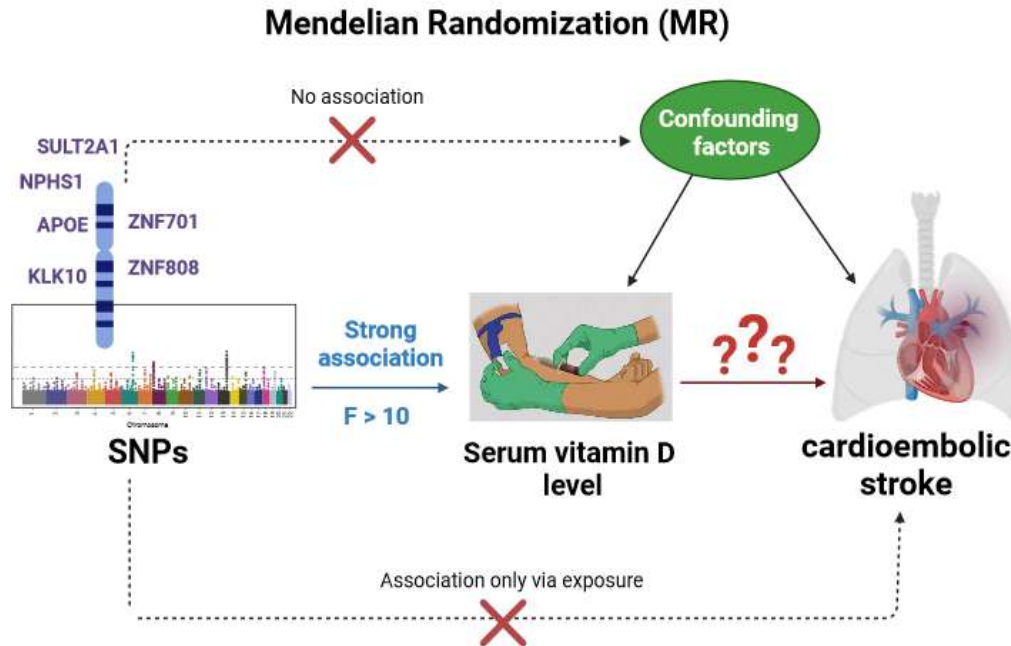 Mendelian Randomization (MR)
No association
Confounding
factors
SULT2A1
NPHS1
APOE
ZNF701
KLK10
ZNF808
Strong
association
F > 10
???
Chromosome
SNPs
Serum vitamin D
level
cardioembolic
stroke
Association only via exposure